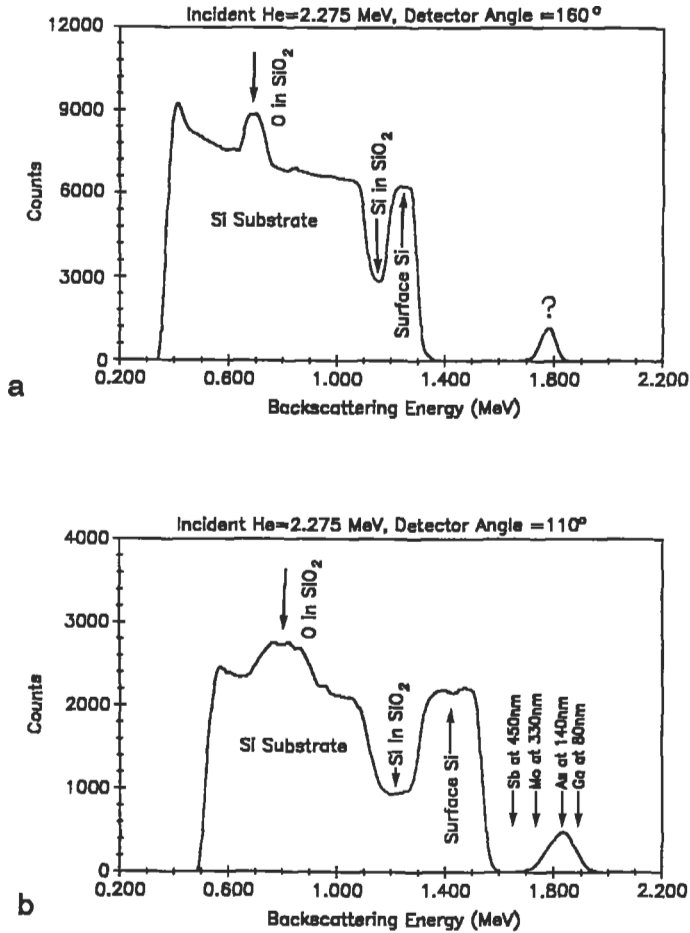 Incident He=2.275 MeV, Detector Angle =160°
12000
9000
6000
3000
0
Counts
O in SiO2
Si in SiO2
Surface Si
Si Substrate
?
0.200 0.600 1.000 1.400 1.800 2.200
Backscattering Energy (MeV)
a
Incident He=2.275 MeV, Detector Angle =110°
4000
3000
2000
1000
0
Counts
O in SiO2
Si in SiO2
Surface Si
Si Substrate
Sb at 450nm
Mo at 330nm
As at 140nm
Ga at 80nm
0.200 0.600 1.000 1.400 1.800 2.200
Backscattering Energy (MeV)
b